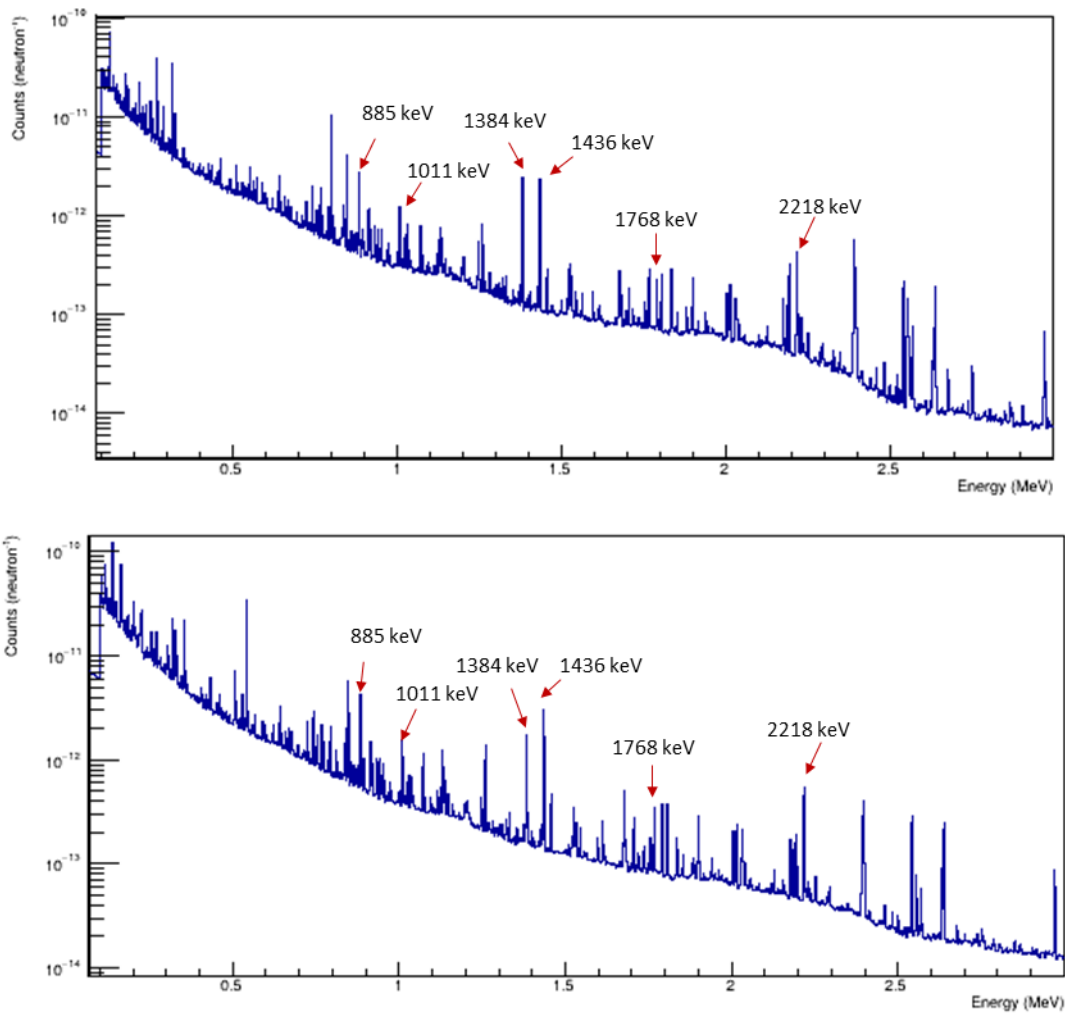 Counts (neutron⁻¹)
10⁻¹⁰
10⁻¹¹
10⁻¹²
10⁻¹³
10⁻¹⁴
885 keV
1384 keV
1436 keV
1011 keV
1768 keV
2218 keV
0.5 1 1.5 2 2.5
Energy (MeV)
Counts (neutron⁻¹)
10⁻¹⁰
10⁻¹¹
10⁻¹²
10⁻¹³
10⁻¹⁴
885 keV
1384 keV
1436 keV
1011 keV
1768 keV
2218 keV
0.5 1 1.5 2 2.5
Energy (MeV)